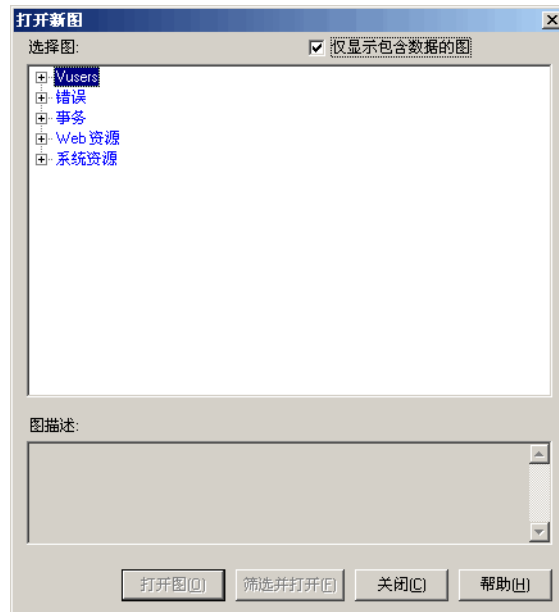 打开新图
选择图: 仅显示包含数据的图
Vusers
错误
事务
Web 资源
系统资源
图描述:
打开图(O) 筛选并打开(F) 关闭(C) 帮助(H)